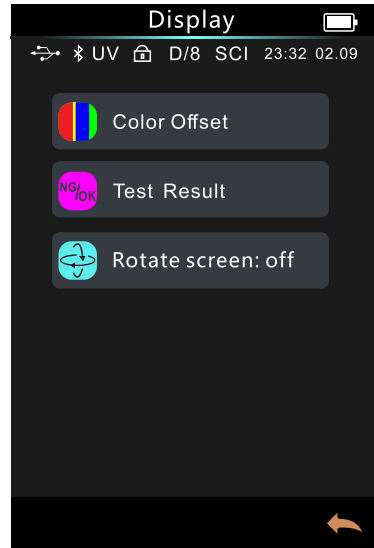 Display
UV D/8 SCI 23:32 02.09
Color Offset
NG/OK
Test Result
Rotate screen: off